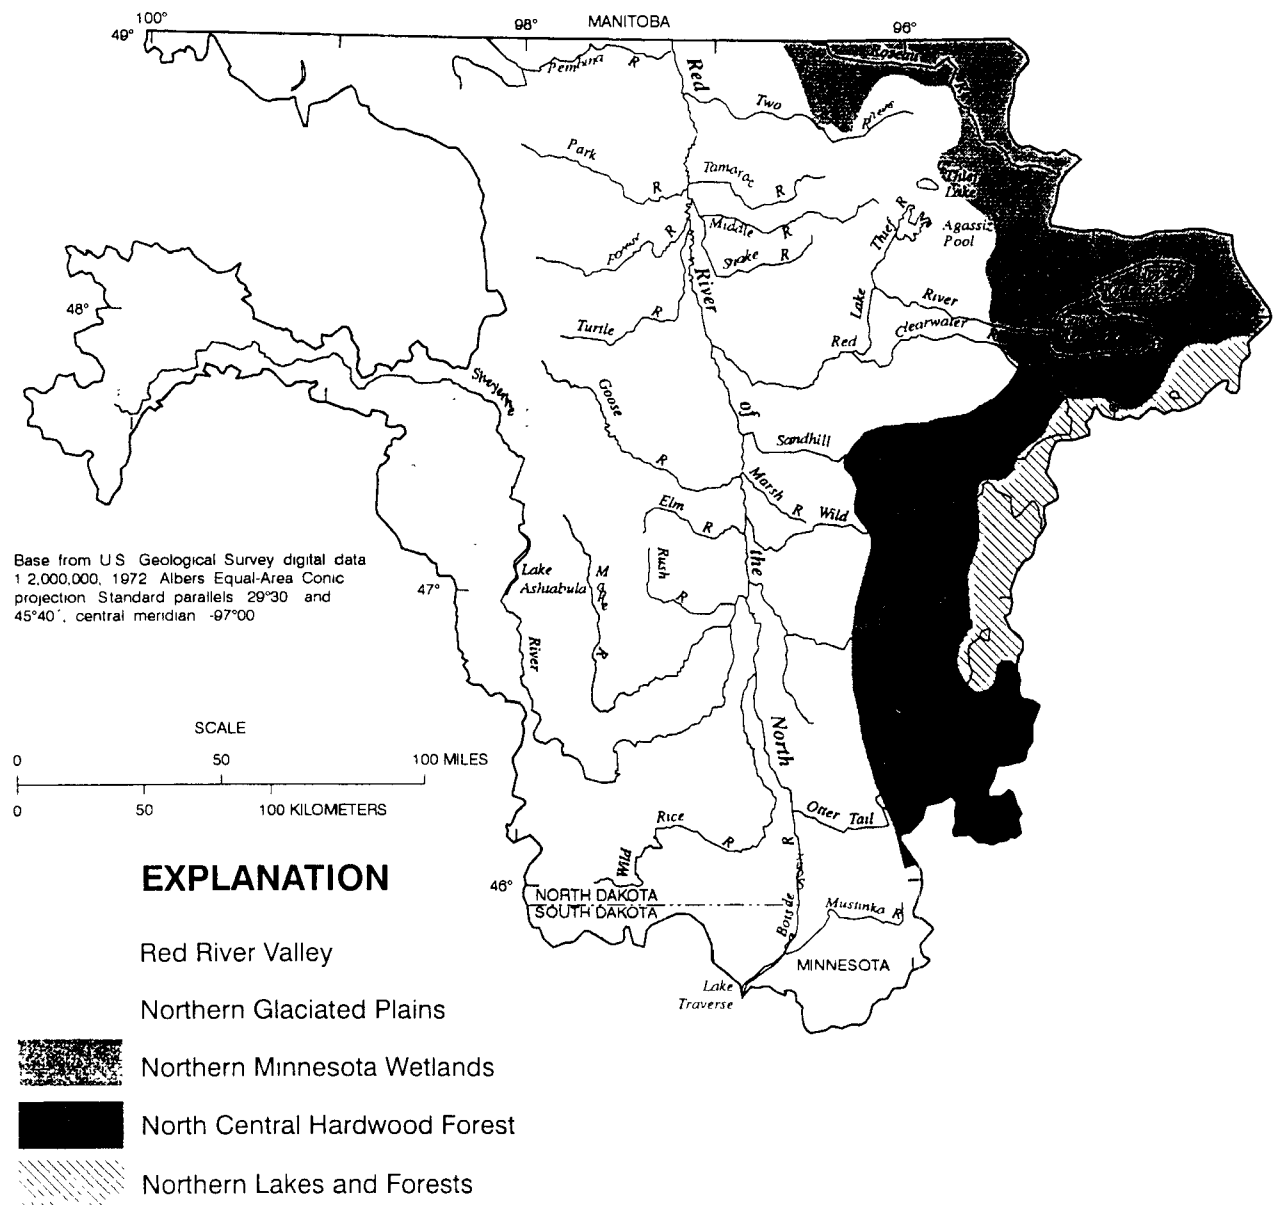 100°
98°
MANITOBA
96°
49°
Roseau
Pembina R
Red
Two
Rivers
Park
R
Tamarac
R
Thief
Lake
R
Middle
R
Agassiz
Pool
Thief
Forest
R
Snake R
River
48°
Lake
River
Turtle
R
Clearwater
R
Red
Sheyenne
Goose
of
Sandhill
R
Marsh
R
Wild
Elm
R
Base from U S Geological Survey digital data
1 2,000,000, 1972 Albers Equal-Area Conic
projection Standard parallels 29°30 and
45°40´, central meridian -97°00
the
Rush
Lake
Ashtabula
Maple
47°
R
River
R
North
SCALE
0
50
100 MILES
0
50
100 KILOMETERS
Rice
R
Otter Tail
R
Wild
EXPLANATION
46°
NORTH DAKOTA
SOUTH DAKOTA
Bois de
Mustinka R
Red River Valley
MINNESOTA
Lake
Traverse
Northern Glaciated Plains
Northern Minnesota Wetlands
North Central Hardwood Forest
Northern Lakes and Forests